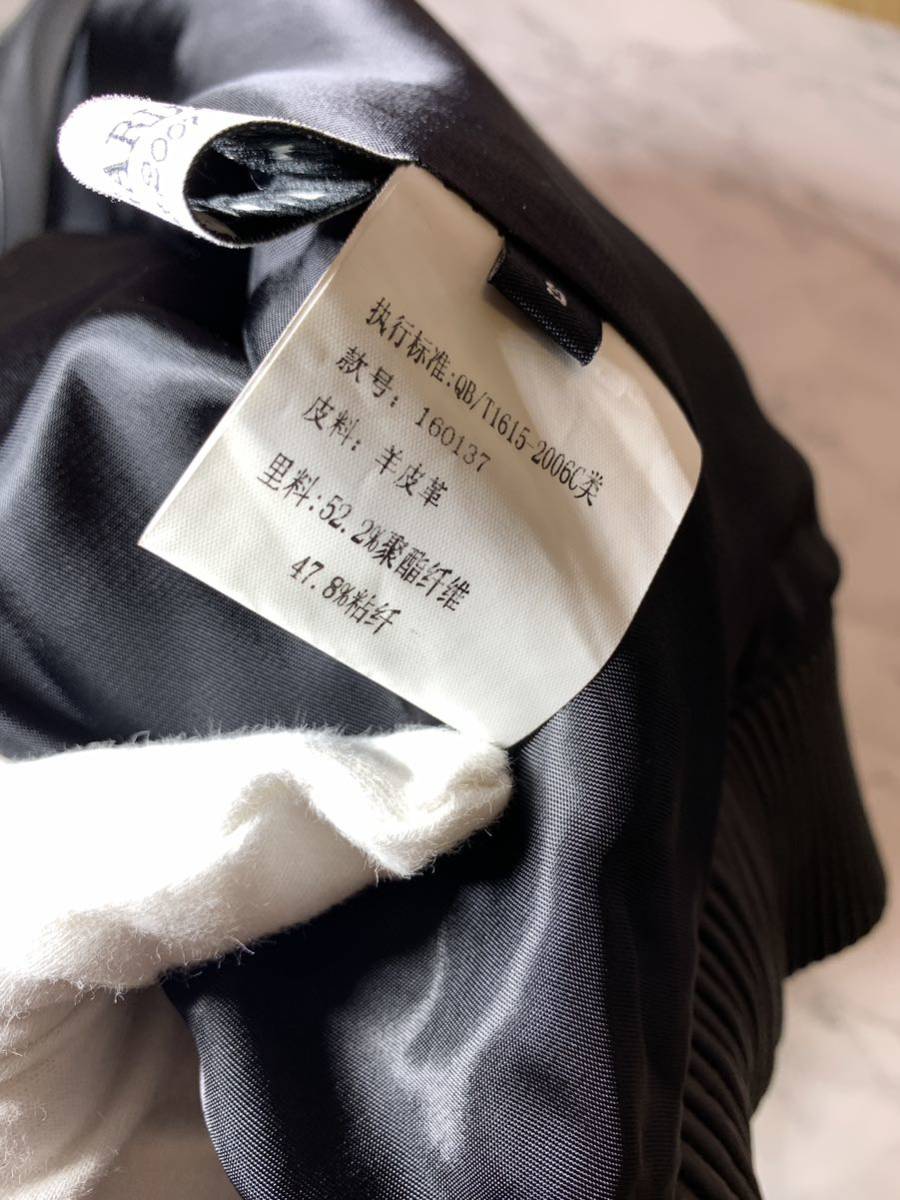 执行标准:QB/T1615-2006C类
款号: 160137
皮料: 羊皮革
里料:52.2%聚酯纤维
47.8%粘纤